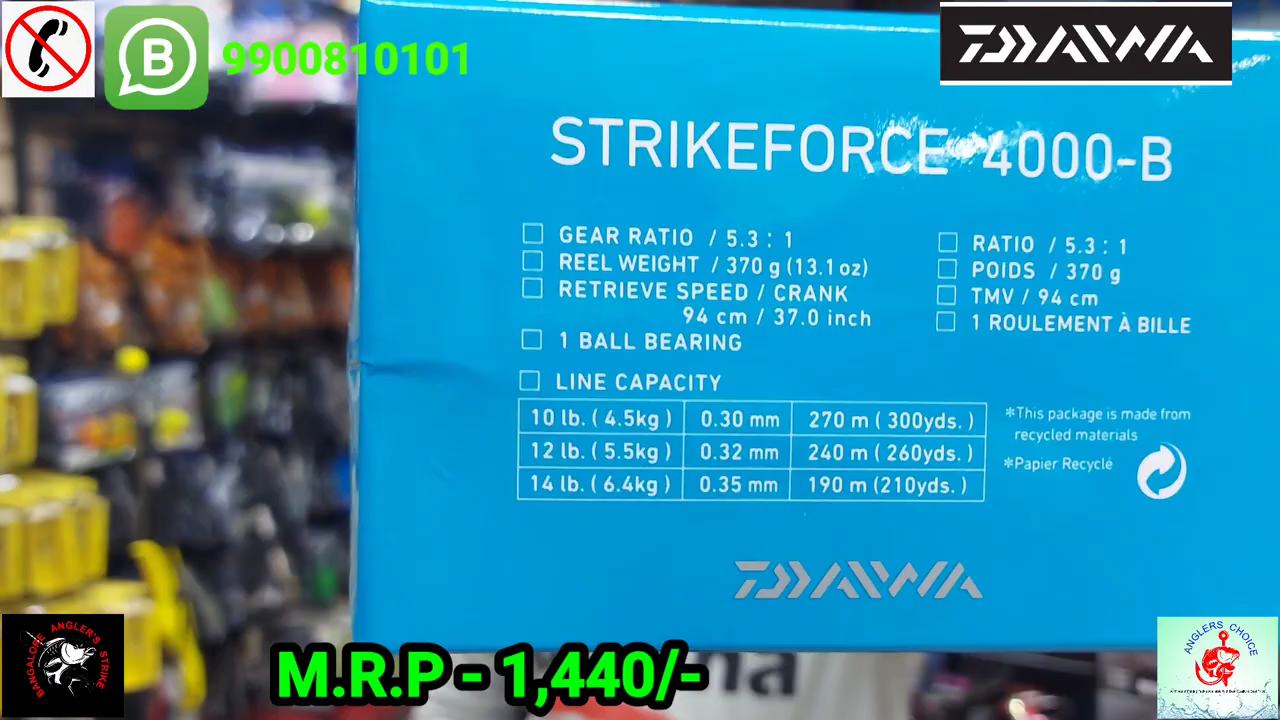 9900810101
DAIWA
STRIKEFORCE 4000-B
GEAR RATIO / 5.3 : 1
REEL WEIGHT / 370 g (13.1 oz)
RETRIEVE SPEED / CRANK
94 cm / 37.0 inch
1 BALL BEARING
RATIO / 5.3 : 1
POIDS / 370 g
TMV / 94 cm
1 ROULEMENT À BILLE
LINE CAPACITY
10 lb. ( 4.5kg ) 0.30 mm 270 m ( 300yds. )
12 lb. ( 5.5kg ) 0.32 mm 240 m ( 260yds. )
14 lb. ( 6.4kg ) 0.35 mm 190 m (210yds. )
*This package is made from
recycled materials
*Papier Recyclé
DAIWA
BANGALORE ANGLER'S STRIKE
M.R.P - 1,440/-
ANGLERS CHOICE